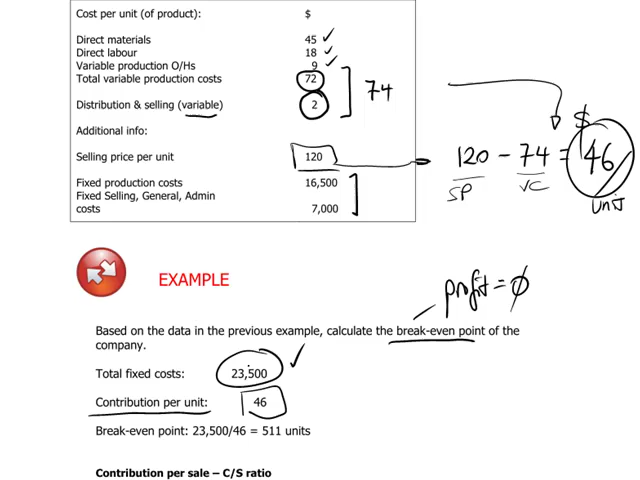 Cost per unit (of product): $
Direct materials 45
Direct labour 18
Variable production O/Hs 9
Total variable production costs 72
74
Distribution & selling (variable) 2
$
Additional info:
Selling price per unit 120
120 - 74 = 46
SP VC unit
Fixed production costs 16,500
Fixed Selling, General, Admin
costs 7,000
EXAMPLE
profit = 0
Based on the data in the previous example, calculate the break-even point of the
company.
Total fixed costs: 23,500
Contribution per unit: 46
Break-even point: 23,500/46 = 511 units
Contribution per sale – C/S ratio